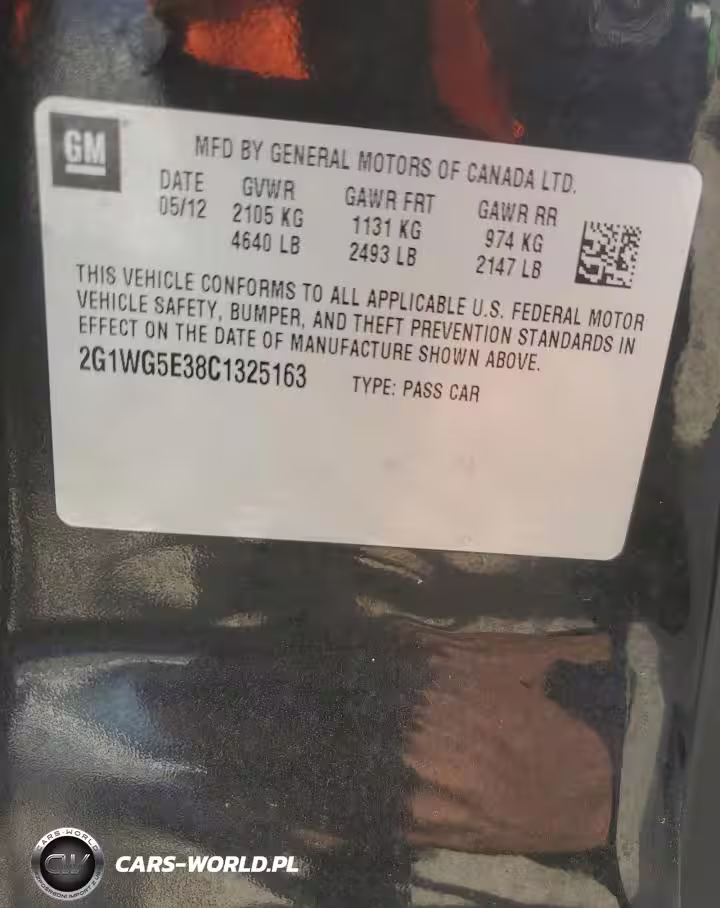 GM
MFD BY GENERAL MOTORS OF CANADA LTD.
DATE GVWR GAWR FRT GAWR RR
05/12 2105 KG 1131 KG 974 KG
4640 LB 2493 LB 2147 LB
THIS VEHICLE CONFORMS TO ALL APPLICABLE U.S. FEDERAL MOTOR
VEHICLE SAFETY, BUMPER, AND THEFT PREVENTION STANDARDS IN
EFFECT ON THE DATE OF MANUFACTURE SHOWN ABOVE.
2G1WG5E38C1325163 TYPE: PASS CAR
CARS-WORLD
CW
CARS-WORLD.PL